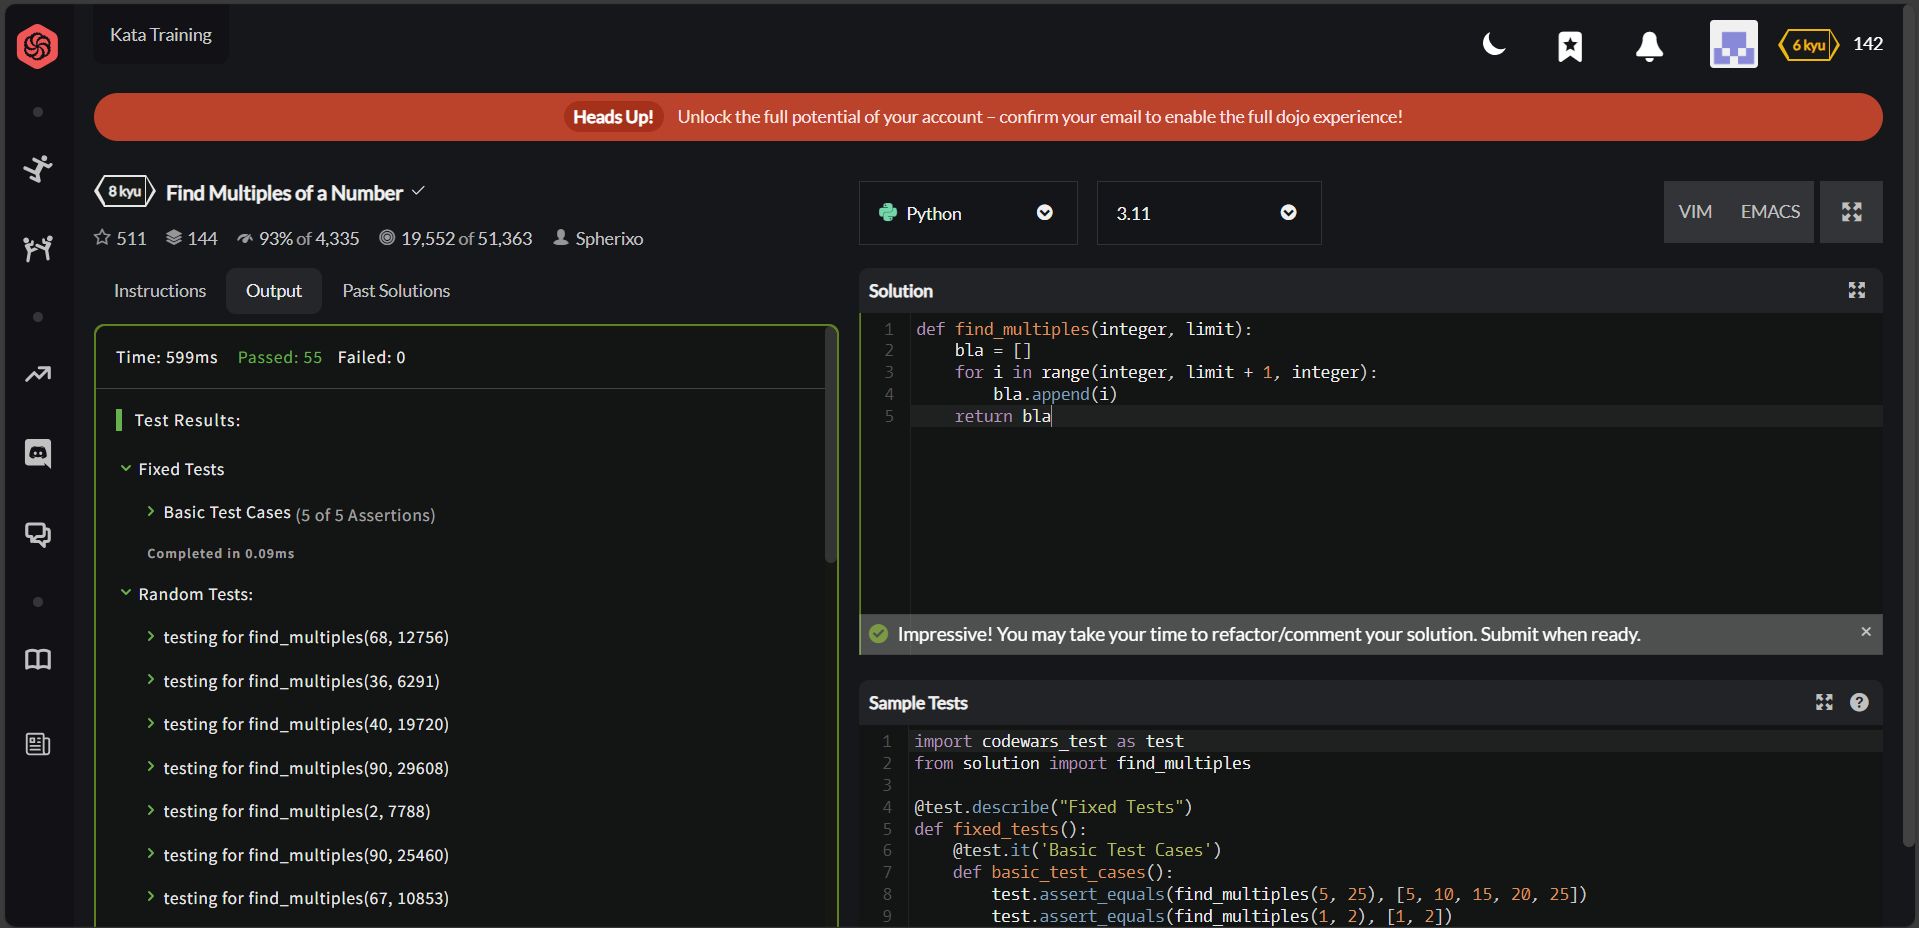 Kata Training
6 kyu 142
Heads Up! Unlock the full potential of your account – confirm your email to enable the full dojo experience!
8 kyu Find Multiples of a Number
511 144 93% of 4,335 19,552 of 51,363 Spherixo
Python 3.11 VIM EMACS
Instructions Output Past Solutions
Time: 599ms Passed: 55 Failed: 0
Test Results:
Fixed Tests
Basic Test Cases (5 of 5 Assertions)
Completed in 0.09ms
Random Tests:
testing for find_multiples(68, 12756)
testing for find_multiples(36, 6291)
testing for find_multiples(40, 19720)
testing for find_multiples(90, 29608)
testing for find_multiples(2, 7788)
testing for find_multiples(90, 25460)
testing for find_multiples(67, 10853)
Solution
1 def find_multiples(integer, limit):
2     bla = []
3     for i in range(integer, limit + 1, integer):
4         bla.append(i)
5     return bla
Impressive! You may take your time to refactor/comment your solution. Submit when ready.
Sample Tests
1 import codewars_test as test
2 from solution import find_multiples
3
4 @test.describe("Fixed Tests")
5 def fixed_tests():
6     @test.it('Basic Test Cases')
7     def basic_test_cases():
8         test.assert_equals(find_multiples(5, 25), [5, 10, 15, 20, 25])
9         test.assert_equals(find_multiples(1, 2), [1, 2])